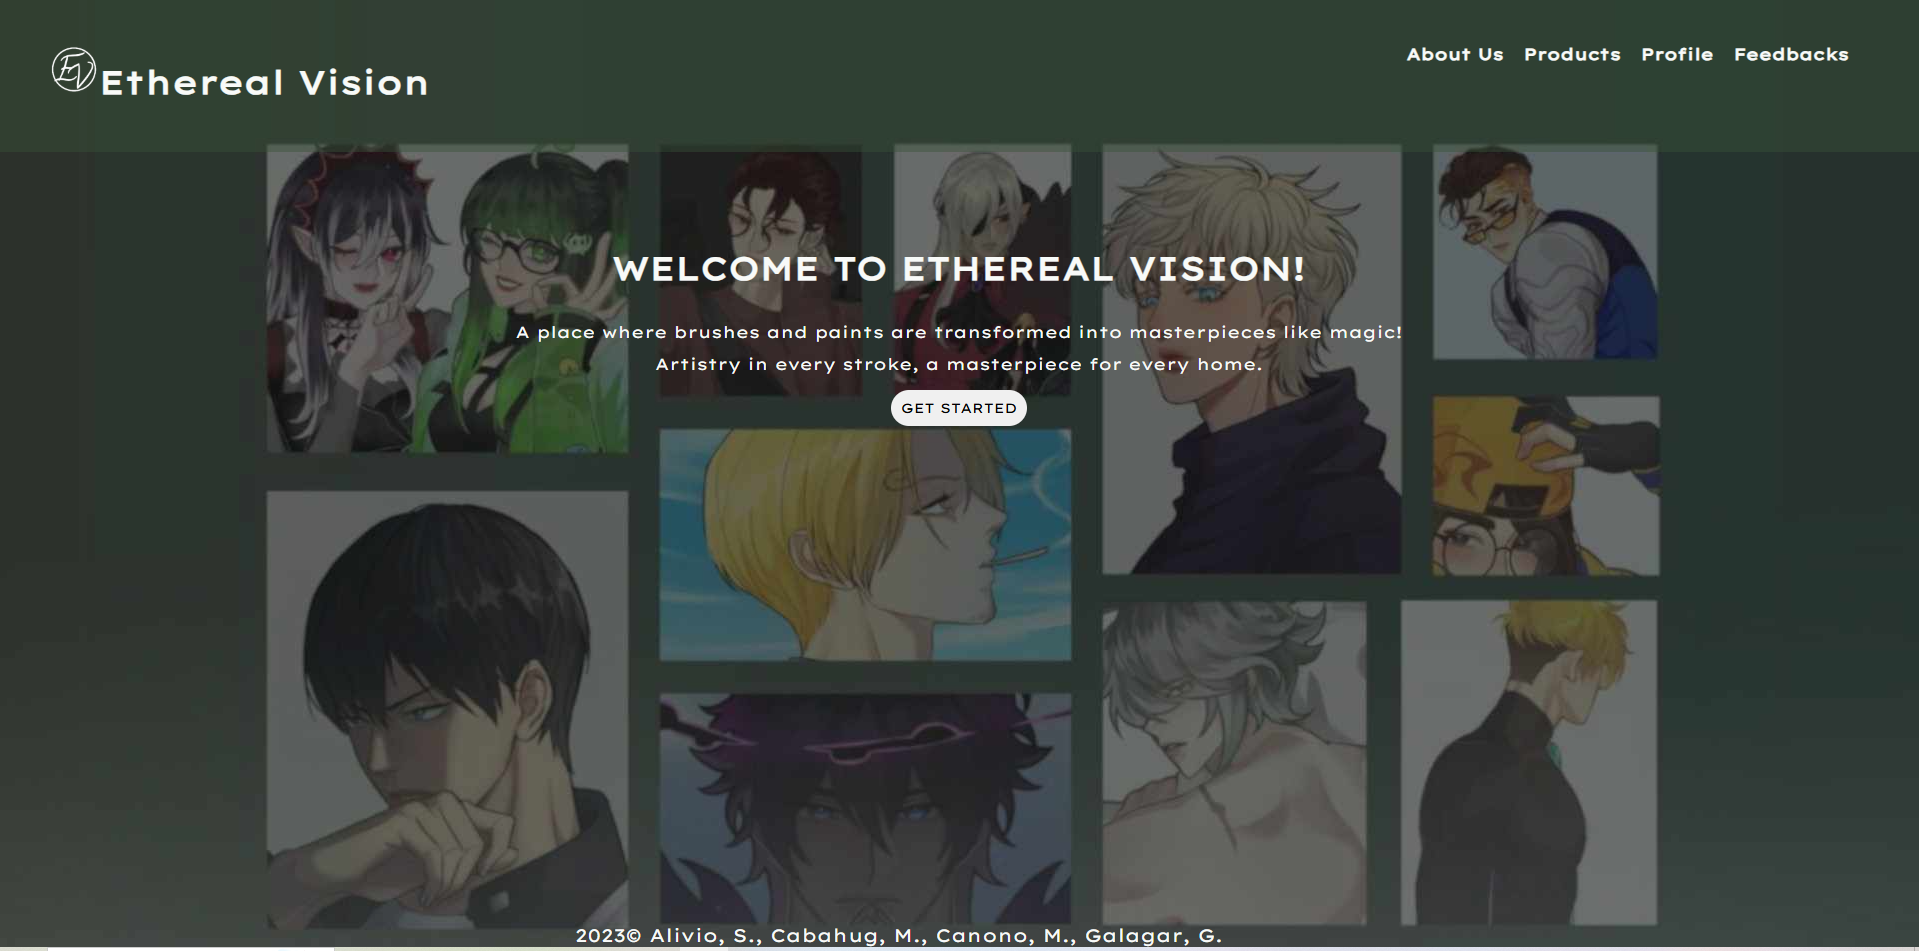 EV
Ethereal Vision
About Us Products Profile Feedbacks
WELCOME TO ETHEREAL VISION!
A place where brushes and paints are transformed into masterpieces like magic!
Artistry in every stroke, a masterpiece for every home.
GET STARTED
2023© Alivio, S., Cabahug, M., Canono, M., Galagar, G.